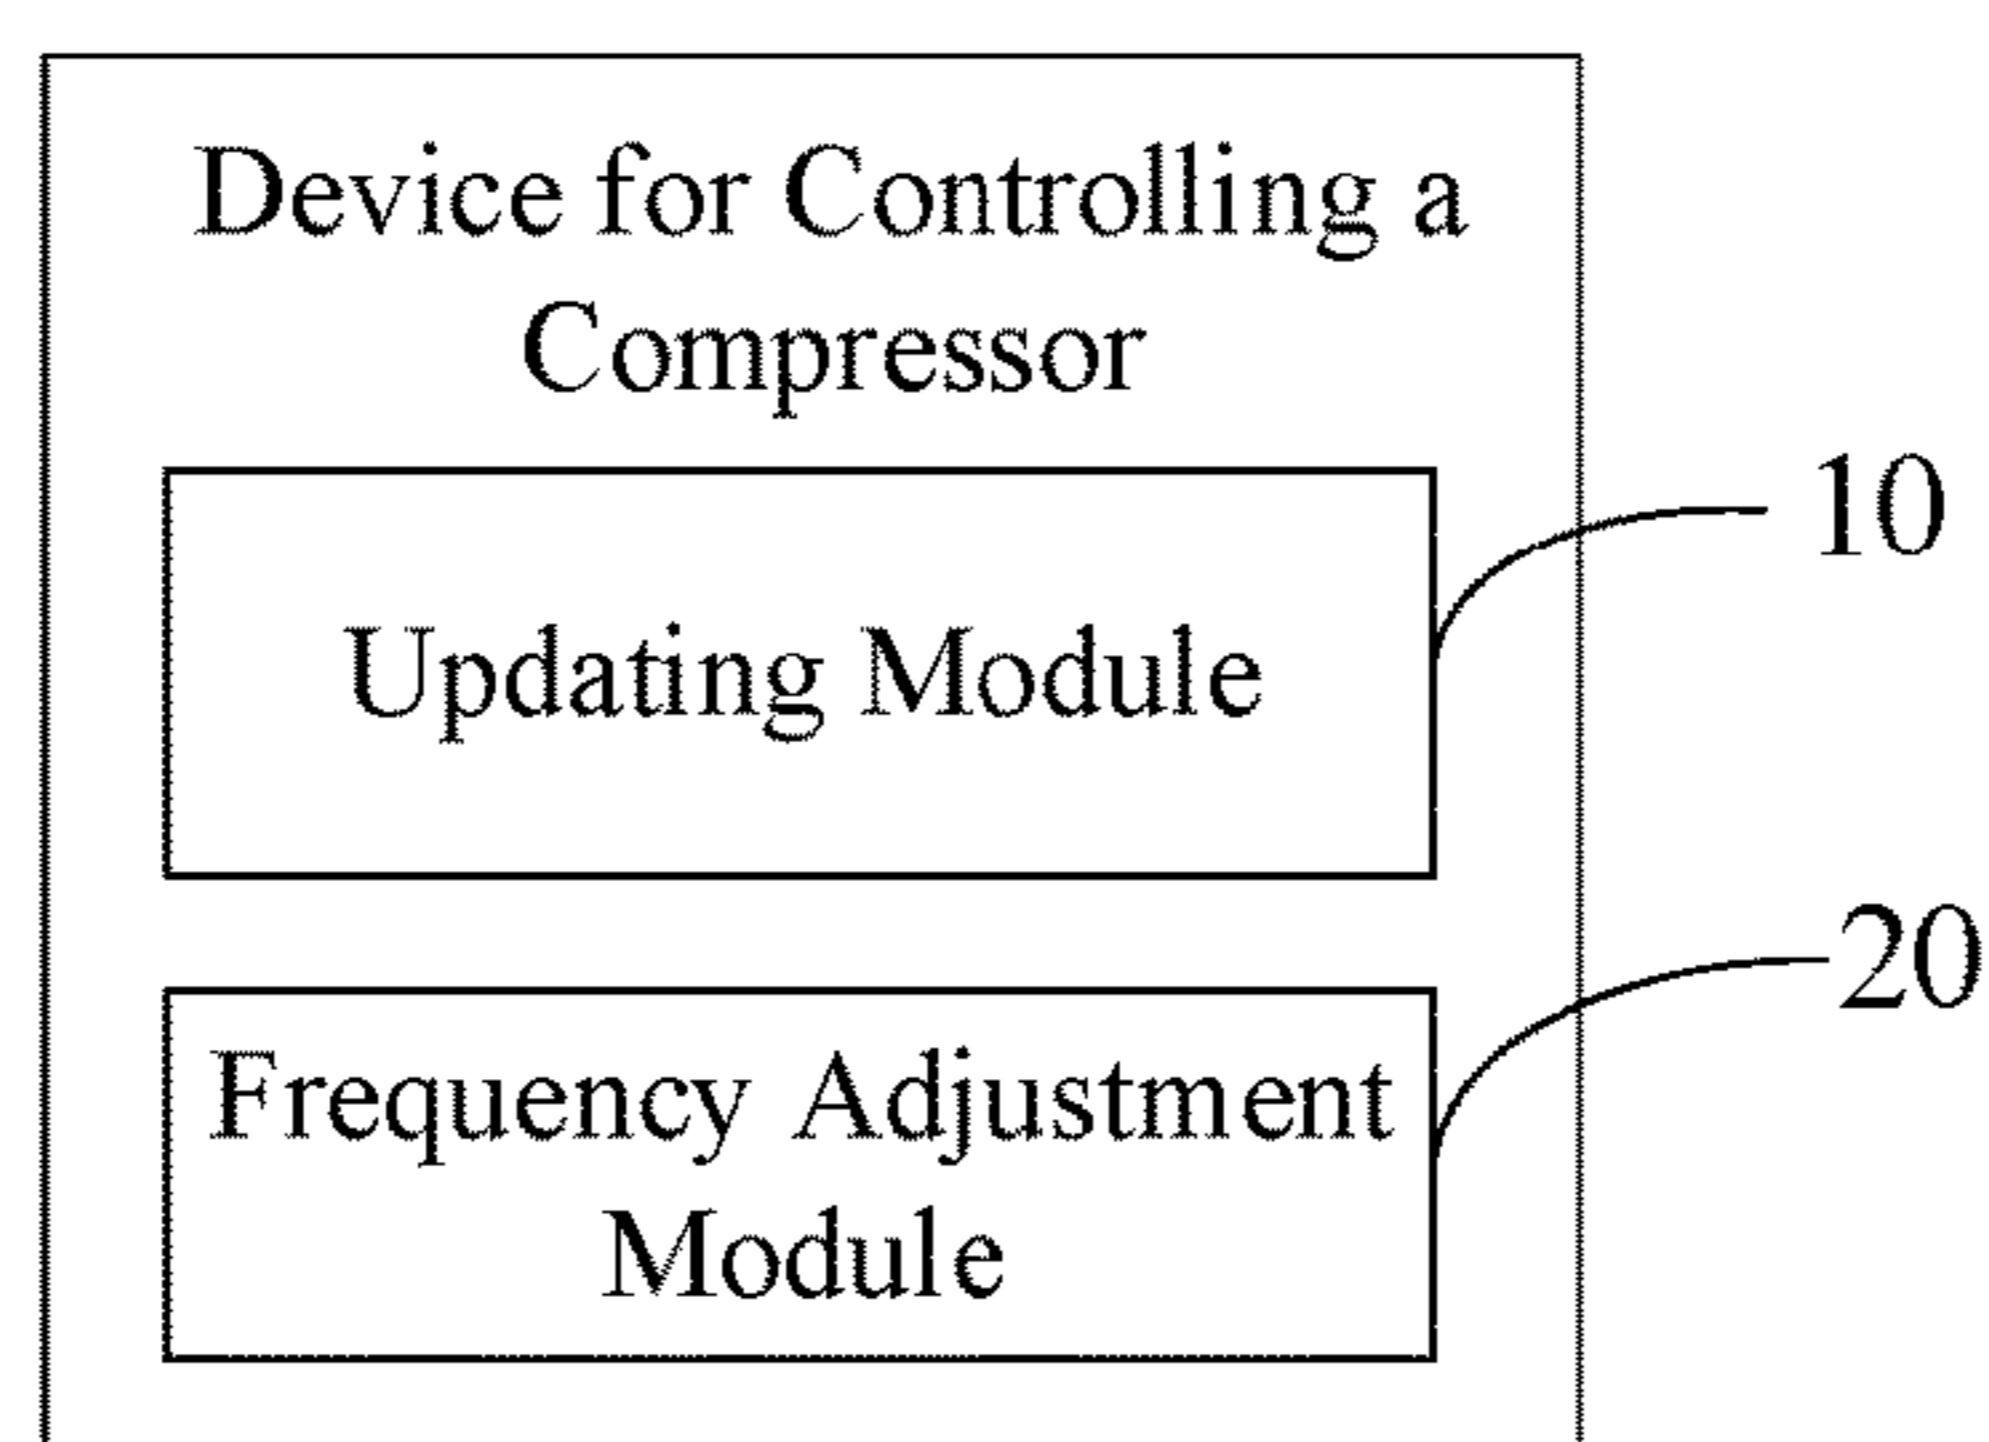 Device for Controlling a
Compressor
10
Updating Module
20
Frequency Adjustment
Module